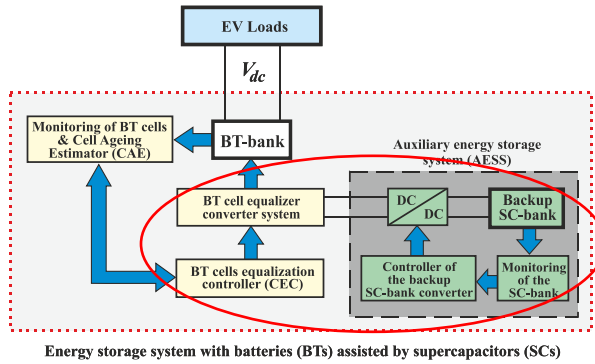 EV Loads
Vdc
Monitoring of BT cells
& Cell Ageing
Estimator (CAE)
BT-bank
Auxiliary energy storage
system (AESS)
BT cell equalizer
converter system
DC
DC
Backup
SC-bank
BT cells equalization
controller (CEC)
Controller of
the backup
SC-bank converter
Monitoring
of the
SC-bank
Energy storage system with batteries (BTs) assisted by supercapacitors (SCs)